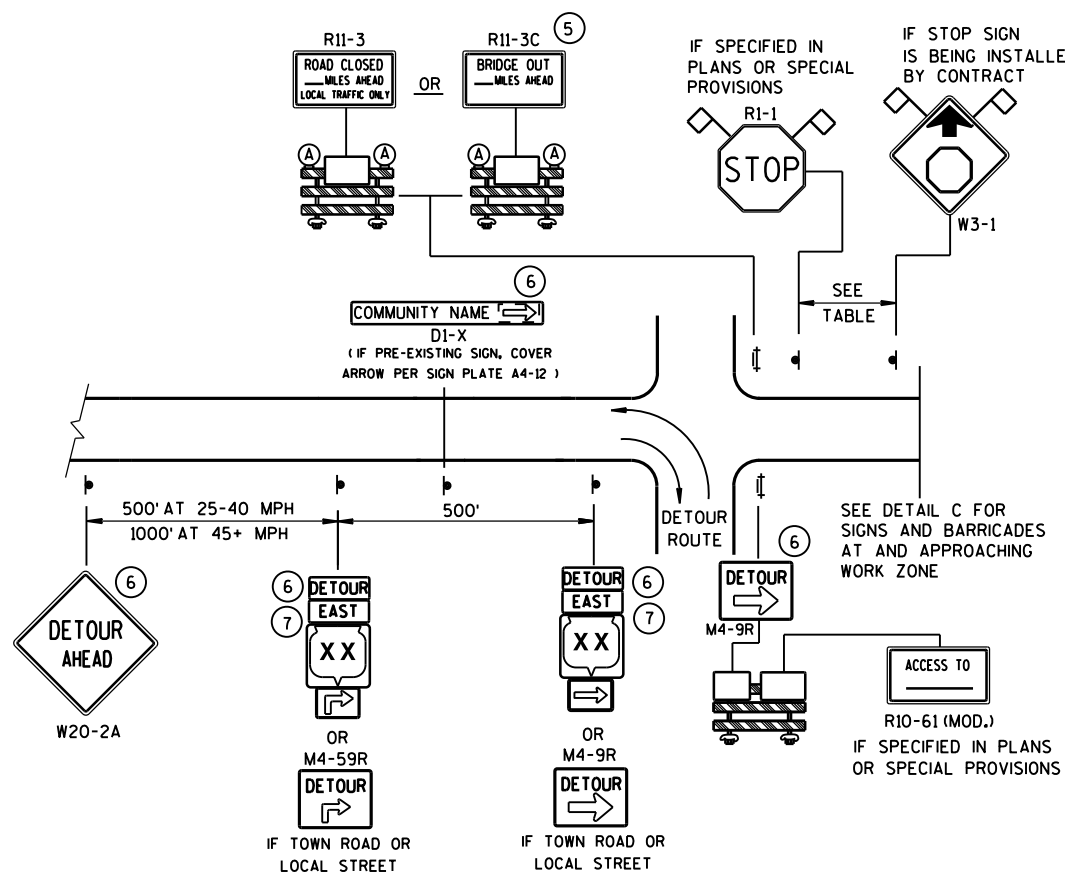 R11-3
ROAD CLOSED
___MILES AHEAD
LOCAL TRAFFIC ONLY
OR
R11-3C
5
BRIDGE OUT
___MILES AHEAD
A
A
A
A
IF SPECIFIED IN
PLANS OR SPECIAL
PROVISIONS
R1-1
STOP
IF STOP SIGN
IS BEING INSTALLE
BY CONTRACT
W3-1
SEE
TABLE
6
COMMUNITY NAME
D1-X
(IF PRE-EXISTING SIGN, COVER
ARROW PER SIGN PLATE A4-12)
500' AT 25-40 MPH
1000' AT 45+ MPH
500'
DETOUR
ROUTE
SEE DETAIL C FOR
SIGNS AND BARRICADES
AT AND APPROACHING
WORK ZONE
6
DETOUR
AHEAD
W20-2A
6
7
DETOUR
EAST
XX
OR
M4-59R
DETOUR
IF TOWN ROAD OR
LOCAL STREET
DETOUR
EAST
XX
6
7
OR
M4-9R
DETOUR
IF TOWN ROAD OR
LOCAL STREET
6
DETOUR
M4-9R
ACCESS TO
R10-61 (MOD.)
IF SPECIFIED IN PLANS
OR SPECIAL PROVISIONS